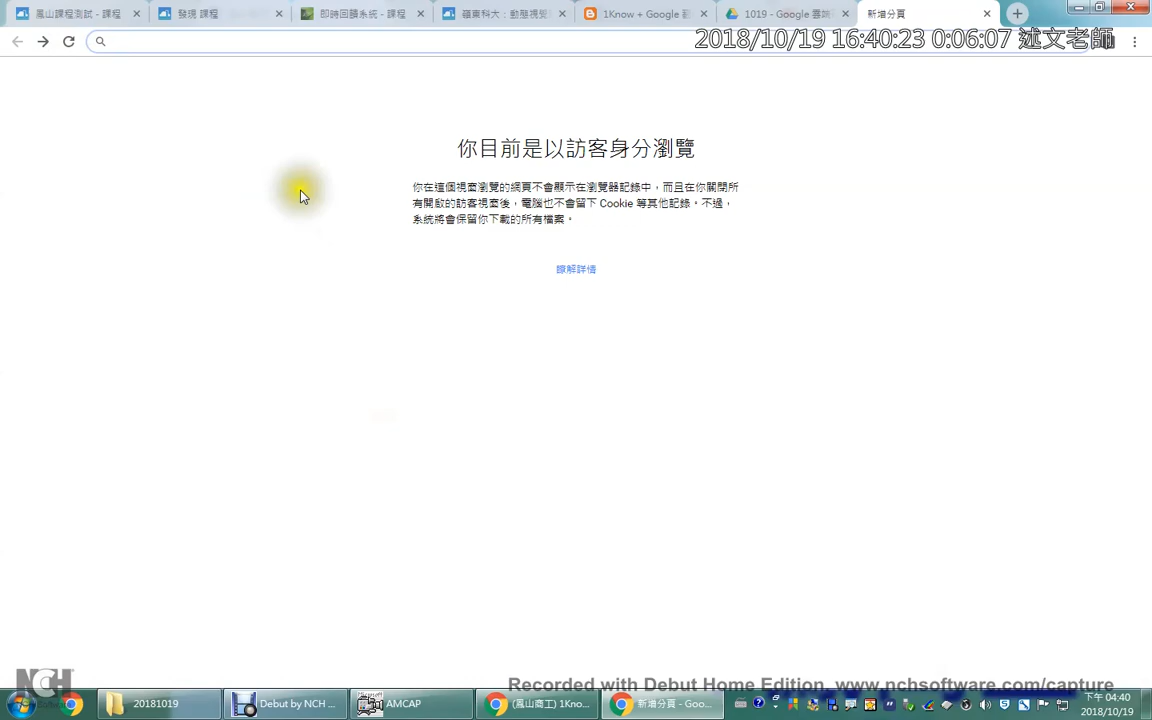 鳳山課程測試 - 課程
發現 課程
即時回饋系統 - 課程
1Know + Google
1019 - Google 雲端
新增分頁
2018/10/19 16:40:23 0:06:07 述文老師
你目前是以訪客身分瀏覽
你在這個視窗瀏覽的網頁不會顯示在瀏覽器記錄中，而且在你關閉所
有開啟的訪客視窗後，電腦也不會留下 Cookie 等其他記錄。不過，
系統將會保留你下載的所有檔案。
瞭解詳情
NCH
Recorded with Debut Home Edition. www.nchsoftware.com/capture
20181019
Debut by NCH ...
AMCAP
(鳳山商工) 1Kno...
新增分頁 - Goo...
下午 04:40
2018/10/19